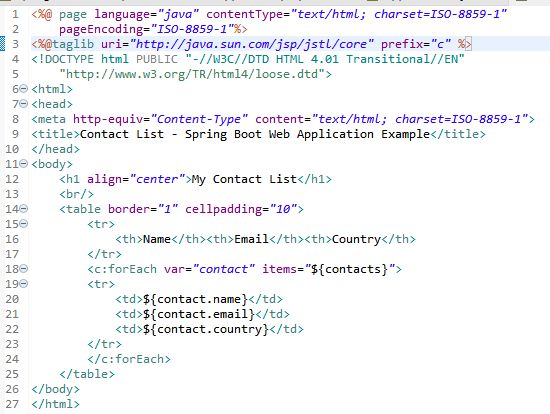 1 <%@ page language="java" contentType="text/html; charset=ISO-8859-1"
2     pageEncoding="ISO-8859-1"%>
3 <%@taglib uri="http://java.sun.com/jsp/jstl/core" prefix="c" %>
4 <!DOCTYPE html PUBLIC "-//W3C//DTD HTML 4.01 Transitional//EN"
5     "http://www.w3.org/TR/html4/loose.dtd">
6 <html>
7 <head>
8 <meta http-equiv="Content-Type" content="text/html; charset=ISO-8859-1">
9 <title>Contact List - Spring Boot Web Application Example</title>
10 </head>
11 <body>
12     <h1 align="center">My Contact List</h1>
13     <br/>
14     <table border="1" cellpadding="10">
15         <tr>
16             <th>Name</th><th>Email</th><th>Country</th>
17         </tr>
18         <c:forEach var="contact" items="${contacts}">
19         <tr>
20             <td>${contact.name}</td>
21             <td>${contact.email}</td>
22             <td>${contact.country}</td>
23         </tr>
24         </c:forEach>
25     </table>
26 </body>
27 </html>